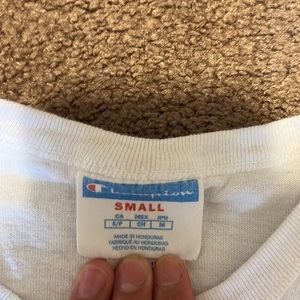 Champion
SMALL
CA MEX JPN
S/P CH M
MADE IN HONDURAS
FABRIQUÉ AU HONDURAS
HECHO EN HONDURAS